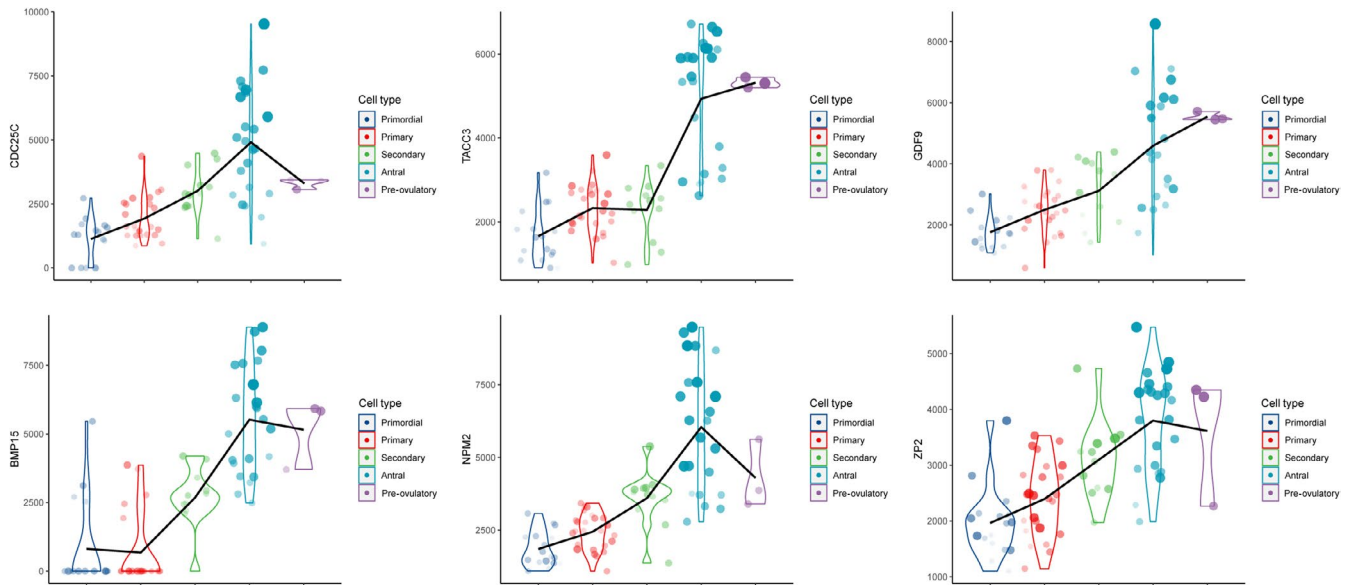 CDC25C
10000
7500
5000
2500
0
Cell type
Primordial
Primary
Secondary
Antral
Pre-ovulatory
TACC3
6000
4000
2000
Cell type
Primordial
Primary
Secondary
Antral
Pre-ovulatory
GDF9
8000
6000
4000
2000
Cell type
Primordial
Primary
Secondary
Antral
Pre-ovulatory
BMP15
7500
5000
2500
0
Cell type
Primordial
Primary
Secondary
Antral
Pre-ovulatory
NPM2
7500
5000
2500
Cell type
Primordial
Primary
Secondary
Antral
Pre-ovulatory
ZP2
5000
4000
3000
2000
1000
Cell type
Primordial
Primary
Secondary
Antral
Pre-ovulatory